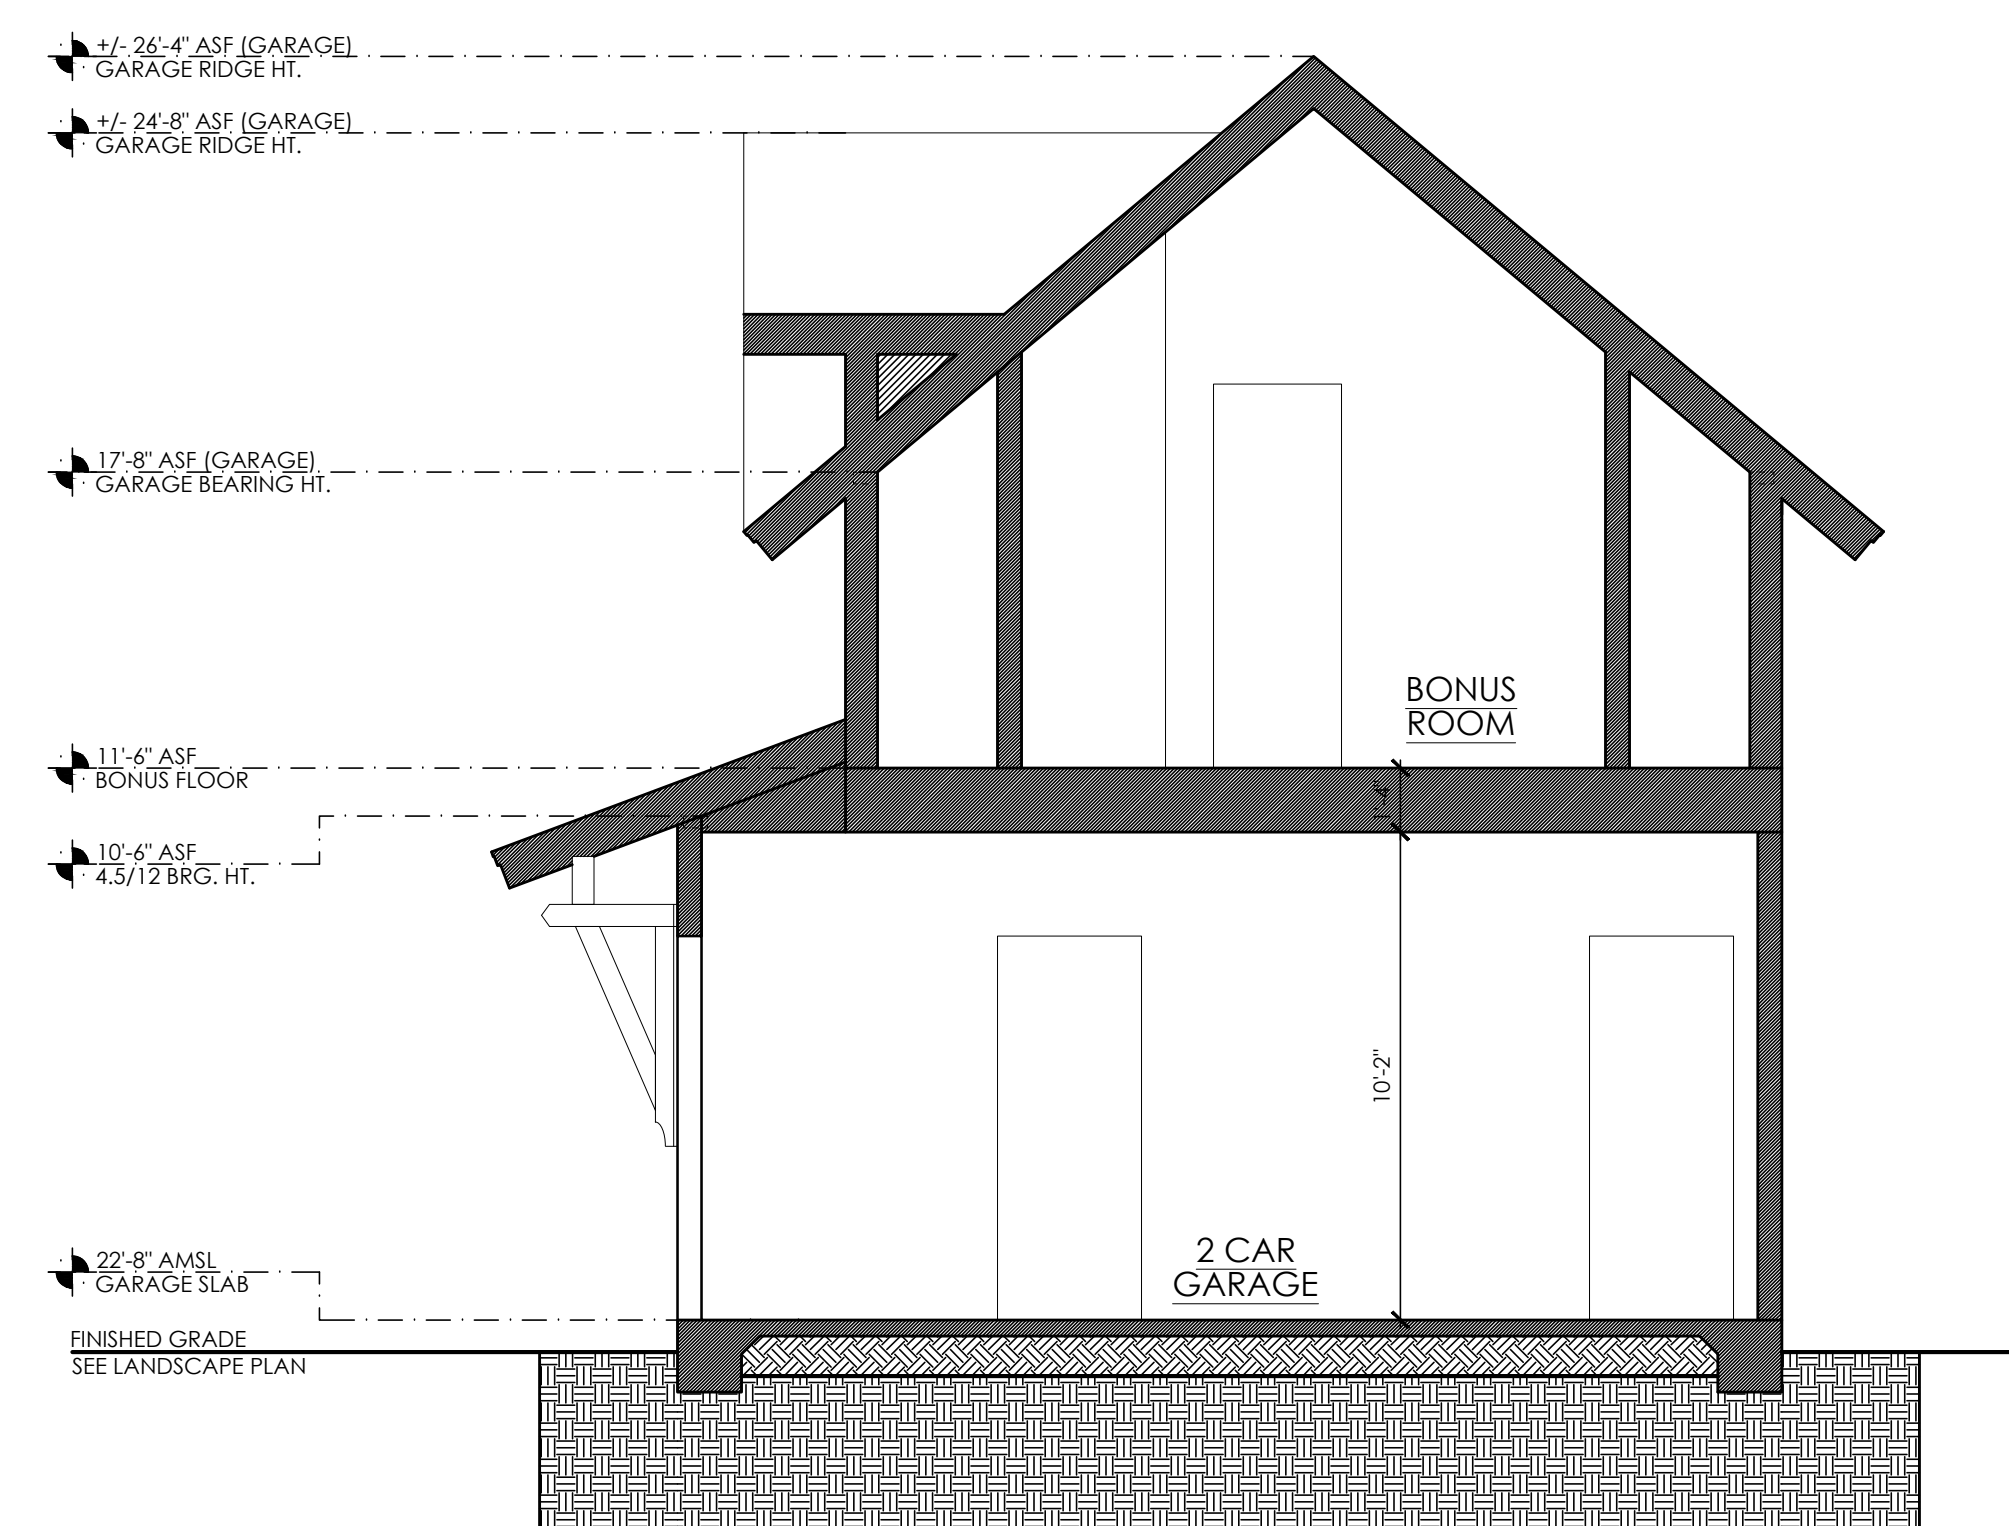 +/- 26'-4" ASF (GARAGE)
GARAGE RIDGE HT.
+/- 24'-8" ASF (GARAGE)
GARAGE RIDGE HT.
17'-8" ASF (GARAGE)
GARAGE BEARING HT.
BONUS
ROOM
11'-6" ASF
BONUS FLOOR
1'-4"
10'-6" ASF
4.5/12 BRG. HT.
10'-2"
2 CAR
GARAGE
22'-8" AMSL
GARAGE SLAB
FINISHED GRADE
SEE LANDSCAPE PLAN